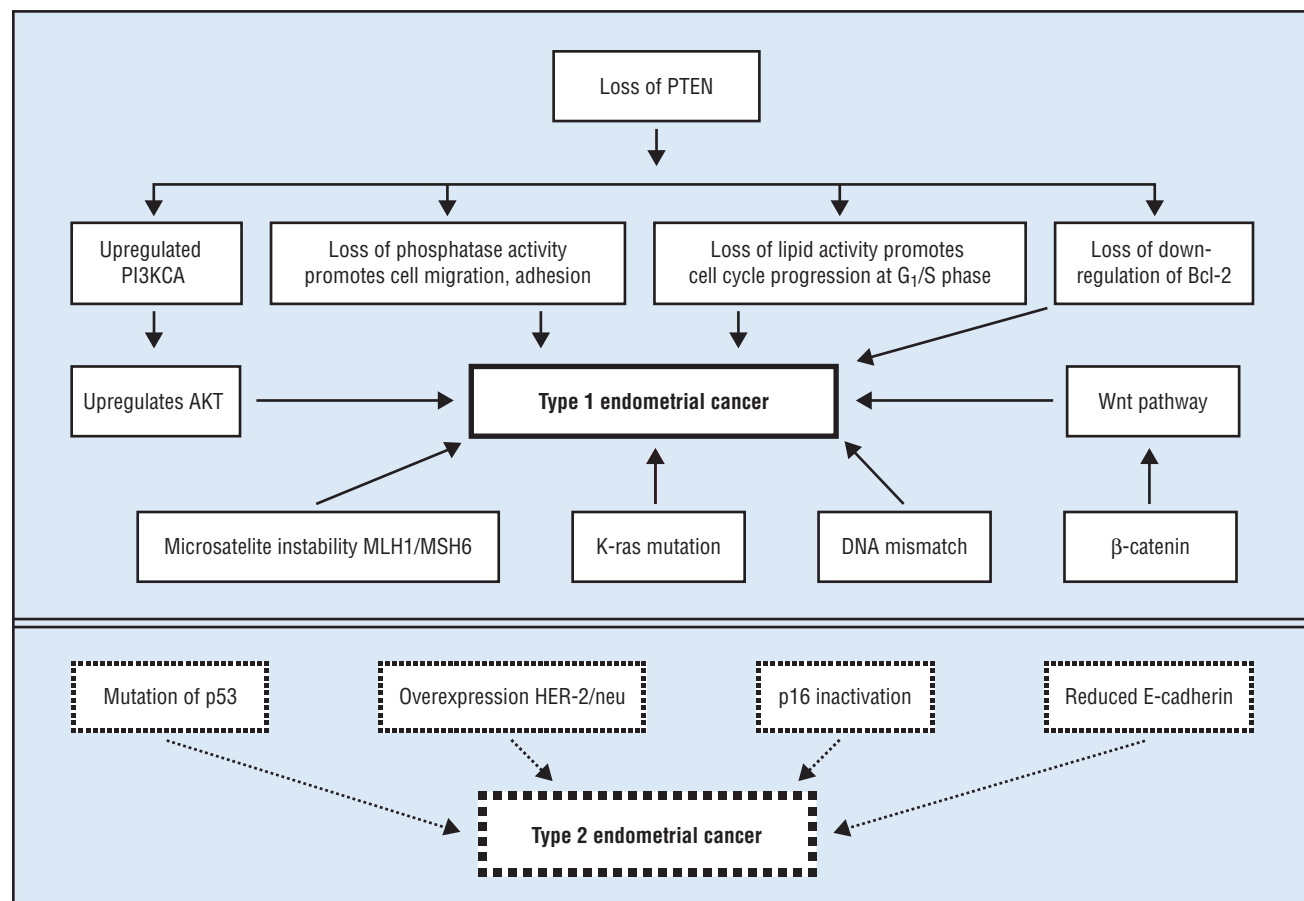 Loss of PTEN
Upregulated
PI3KCA
Loss of phosphatase activity
promotes cell migration, adhesion
Loss of lipid activity promotes
cell cycle progression at G₁/S phase
Loss of down-
regulation of Bcl-2
Upregulates AKT
Type 1 endometrial cancer
Wnt pathway
Microsatelite instability MLH1/MSH6
K-ras mutation
DNA mismatch
β-catenin
Mutation of p53
Overexpression HER-2/neu
p16 inactivation
Reduced E-cadherin
Type 2 endometrial cancer